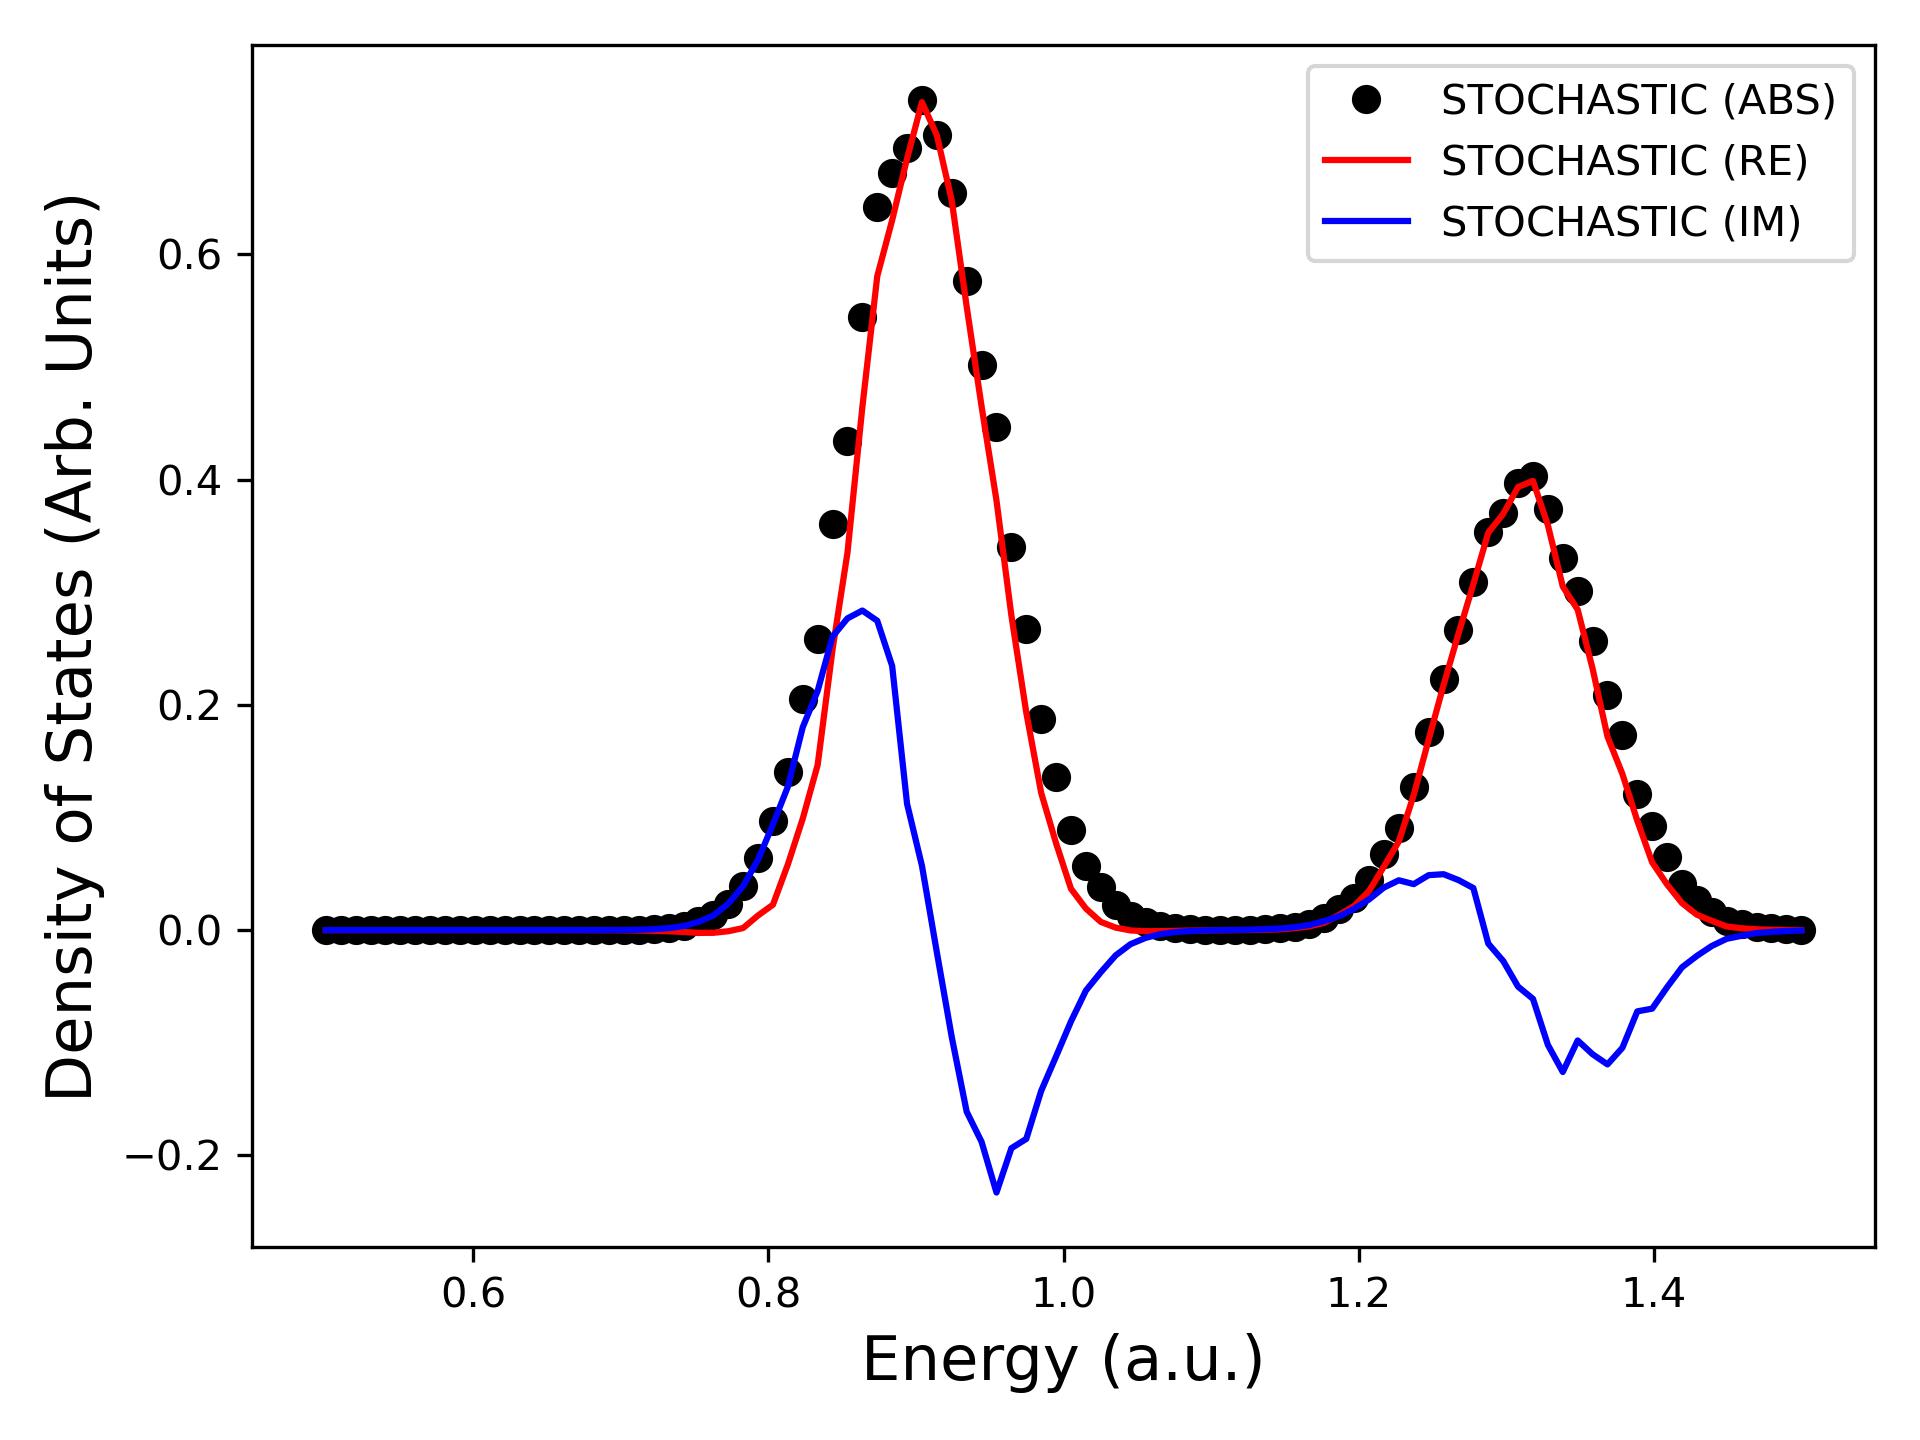 STOCHASTIC (ABS)
STOCHASTIC (RE)
STOCHASTIC (IM)
Density of States (Arb. Units)
0.6
0.4
0.2
0.0
−0.2
0.6 0.8 1.0 1.2 1.4
Energy (a.u.)